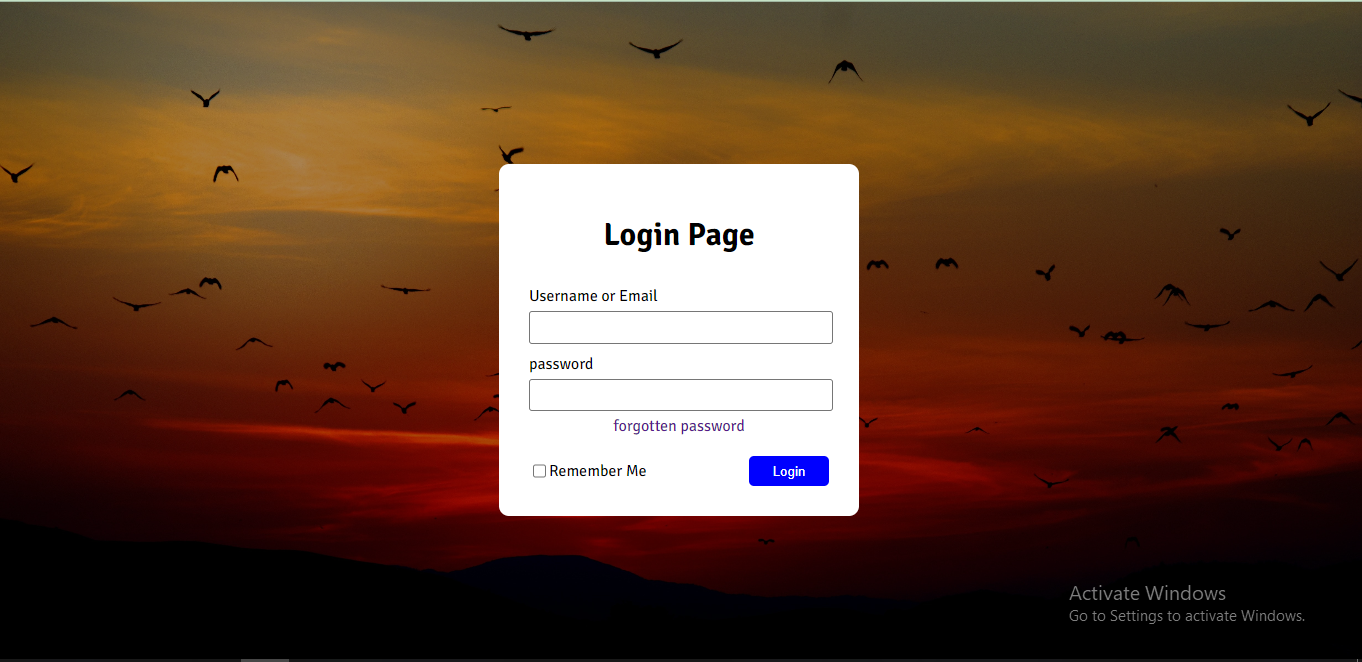 Login Page
Username or Email
password
forgotten password
Remember Me
Login
Activate Windows
Go to Settings to activate Windows.